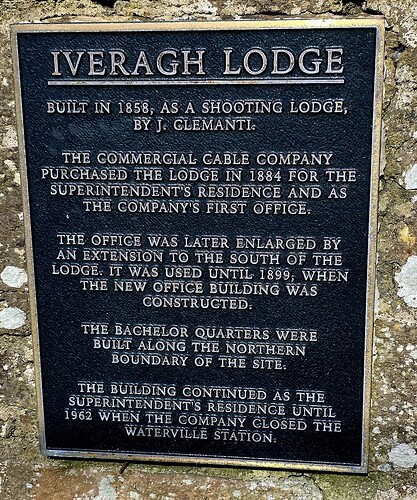 IVERAGH LODGE
BUILT IN 1858, AS A SHOOTING LODGE,
BY J. CLEMANTI.
THE COMMERCIAL CABLE COMPANY
PURCHASED THE LODGE IN 1884 FOR THE
SUPERINTENDENT'S RESIDENCE AND AS
THE COMPANY'S FIRST OFFICE.
THE OFFICE WAS LATER ENLARGED BY
AN EXTENSION TO THE SOUTH OF THE
LODGE. IT WAS USED UNTIL 1899, WHEN
THE NEW OFFICE BUILDING WAS
CONSTRUCTED.
THE BACHELOR QUARTERS WERE
BUILT ALONG THE NORTHERN
BOUNDARY OF THE SITE.
THE BUILDING CONTINUED AS THE
SUPERINTENDENT'S RESIDENCE UNTIL
1962 WHEN THE COMPANY CLOSED THE
WATERVILLE STATION.